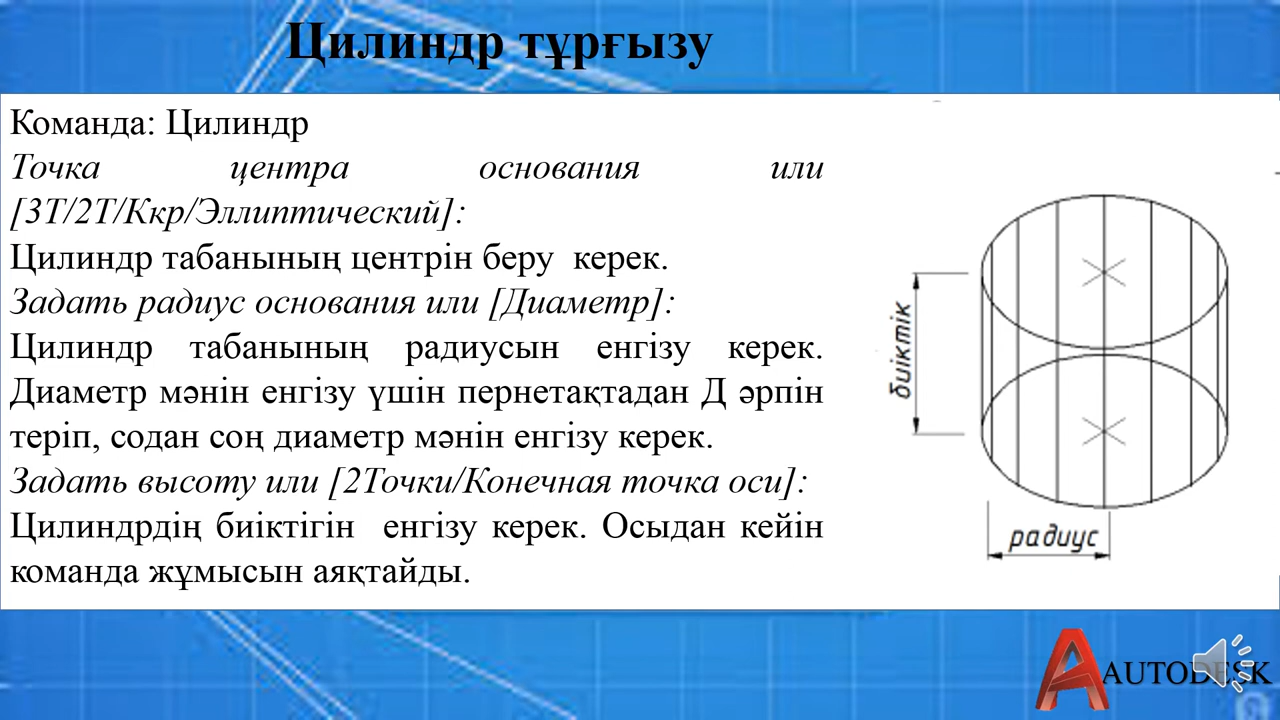 Цилиндр тұрғызу
Команда: Цилиндр
Точка центра основания или
[3Т/2Т/Ккр/Эллиптический]:
Цилиндр табанының центрін беру керек.
Задать радиус основания или [Диаметр]:
Цилиндр табанының радиусын енгізу керек.
Диаметр мәнін енгізу үшін пернетақтадан Д әрпін
теріп, содан соң диаметр мәнін енгізу керек.
Задать высоту или [2Точки/Конечная точка оси]:
Цилиндрдің биіктігін енгізу керек. Осыдан кейін
команда жұмысын аяқтайды.
биіктік
радиус
AUTODESK